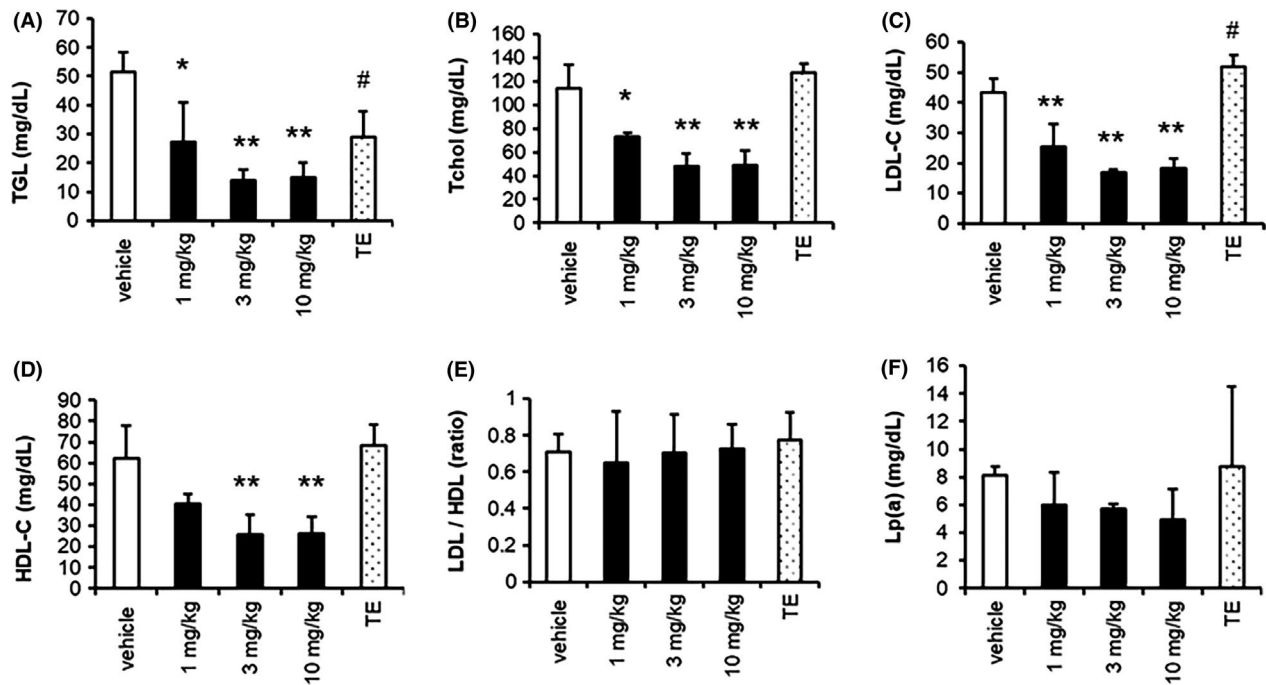 (A)
TGL (mg/dL)
70
60
50
40
30
20
10
0
*
**
**
#
vehicle
1 mg/kg
3 mg/kg
10 mg/kg
TE
(B)
Tchol (mg/dL)
160
140
120
100
80
60
40
20
0
*
**
**
vehicle
1 mg/kg
3 mg/kg
10 mg/kg
TE
(C)
LDL-C (mg/dL)
60
50
40
30
20
10
0
**
**
**
#
vehicle
1 mg/kg
3 mg/kg
10 mg/kg
TE
(D)
HDL-C (mg/dL)
90
80
70
60
50
40
30
20
10
0
**
**
vehicle
1 mg/kg
3 mg/kg
10 mg/kg
TE
(E)
LDL / HDL (ratio)
1
0.8
0.6
0.4
0.2
0
vehicle
1 mg/kg
3 mg/kg
10 mg/kg
TE
(F)
Lp(a) (mg/dL)
16
14
12
10
8
6
4
2
0
vehicle
1 mg/kg
3 mg/kg
10 mg/kg
TE